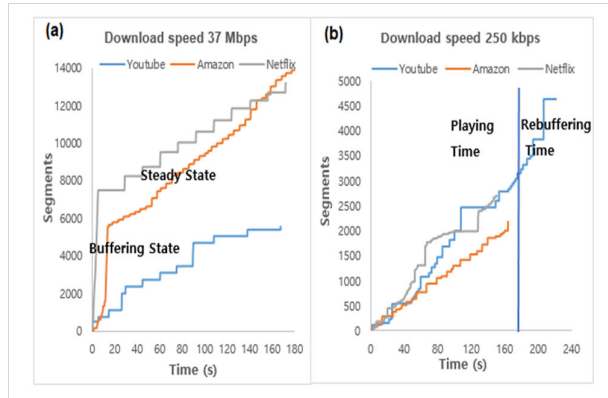 (a)
Download speed 37 Mbps
Youtube Amazon Netflix
14000
12000
10000
8000
6000
4000
2000
0
Segments
Steady State
Buffering State
0 20 40 60 80 100 120 140 160 180
Time (s)
(b)
Download speed 250 kbps
Youtube Amazon Netflix
5000
4500
4000
3500
3000
2500
2000
1500
1000
500
0
Segments
Playing
Time
Rebuffering
Time
0 40 80 120 160 200 240
Time (s)